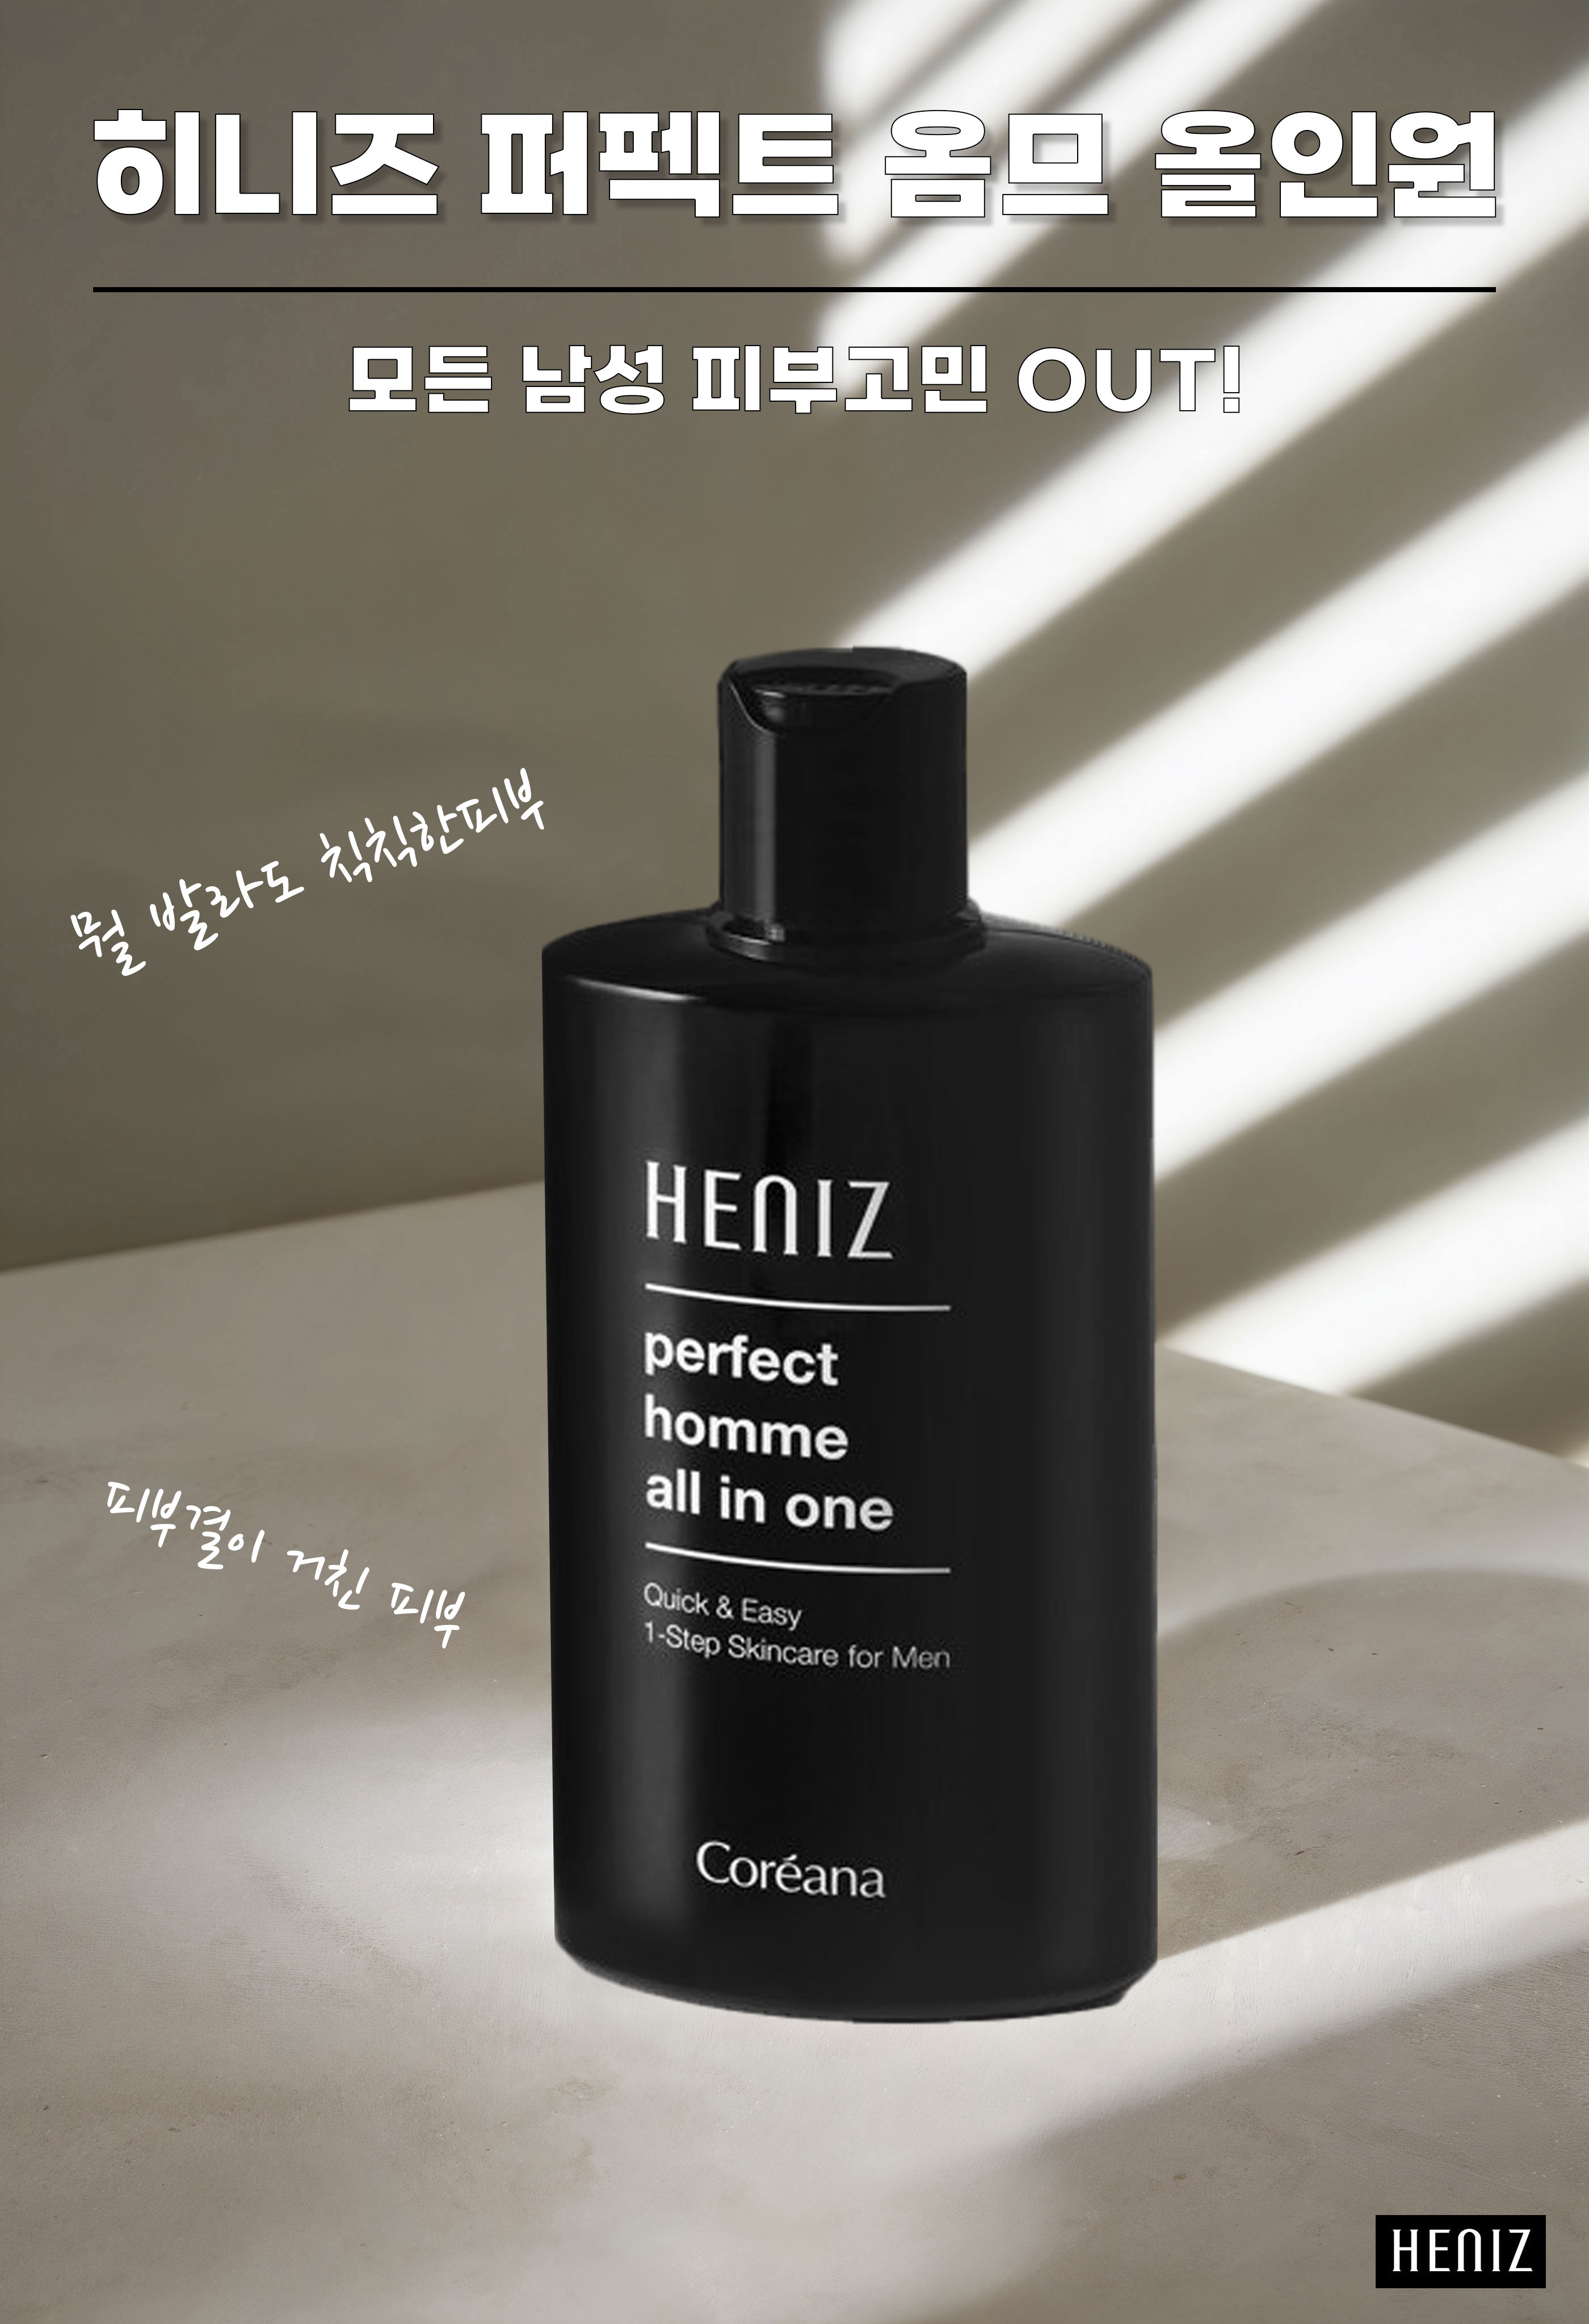 히니즈 퍼펙트 옴므 올인원
모든 남성 피부고민 OUT!
뭘 발라도 칙칙한피부
HENIZ
perfect
homme
all in one
피부결이 거친 피부
Quick & Easy
1-Step Skincare for Men
Coréana
HENIZ